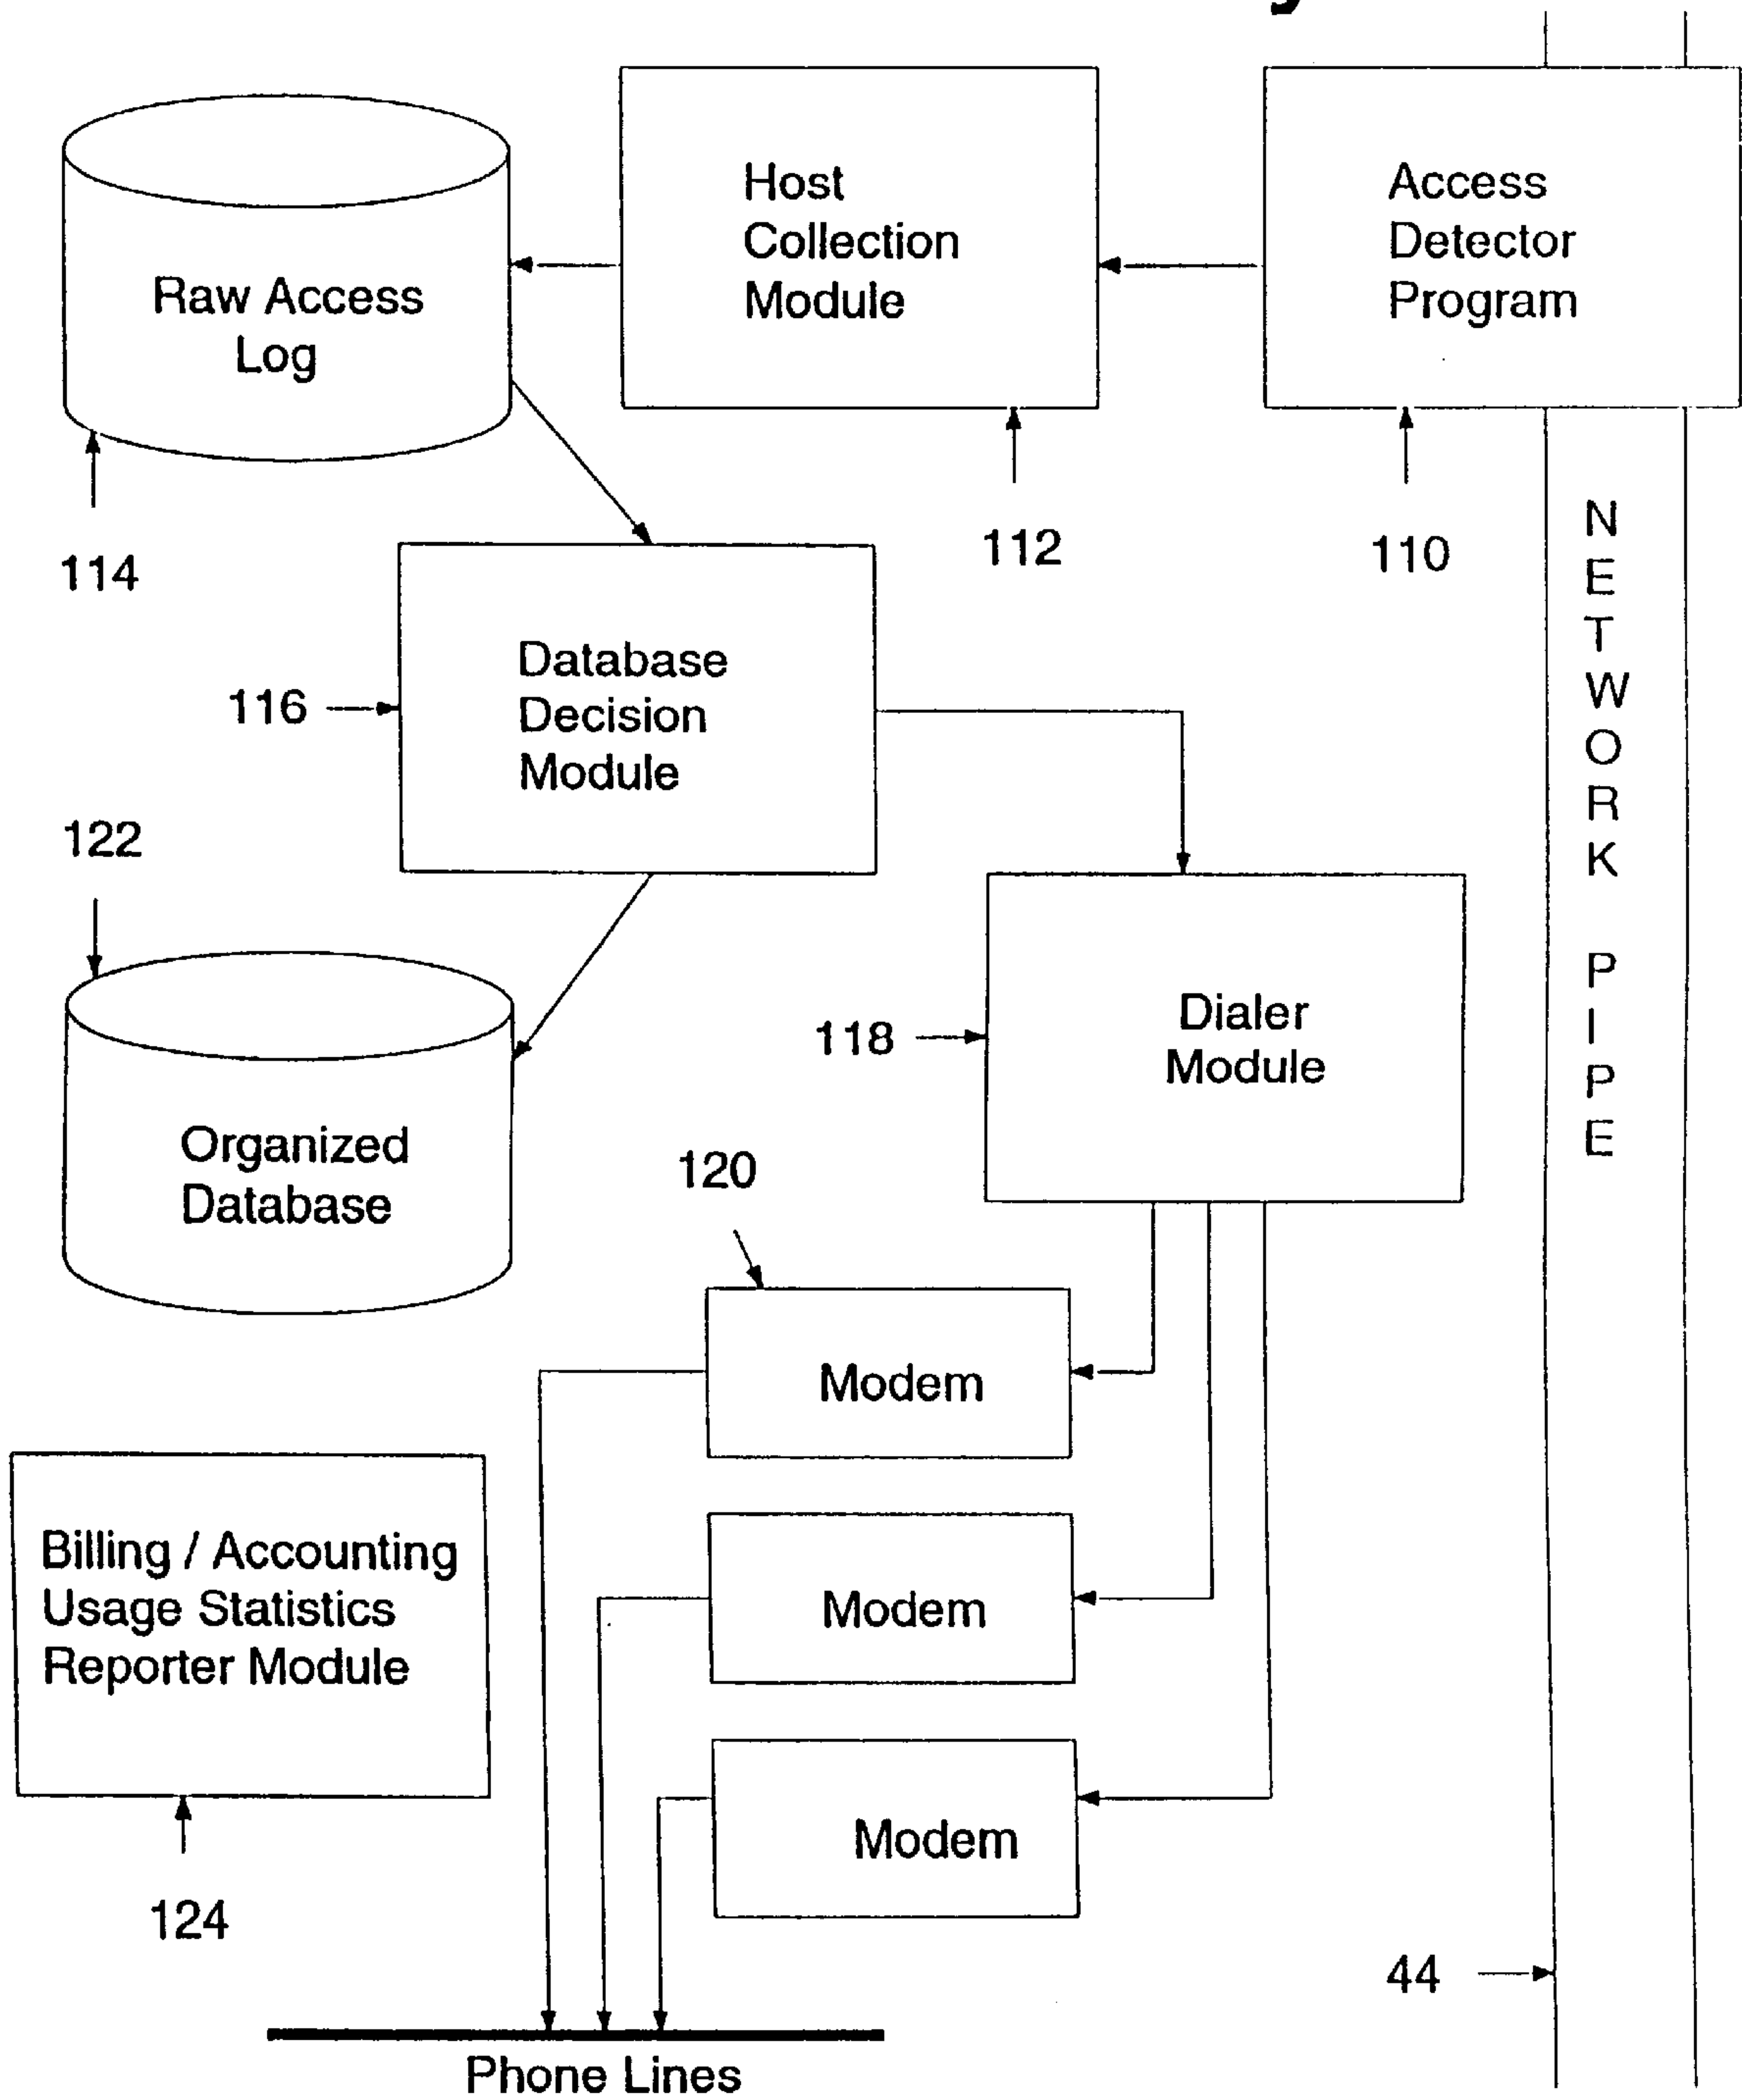 Host
Collection
Module
Access
Detector
Program
Raw Access
Log
114
112
110
N
E
T
W
O
R
K
P
I
P
E
Database
Decision
Module
116
122
Dialer
Module
118
Organized
Database
120
Modem
Modem
Modem
Billing / Accounting
Usage Statistics
Reporter Module
124
44
Phone Lines